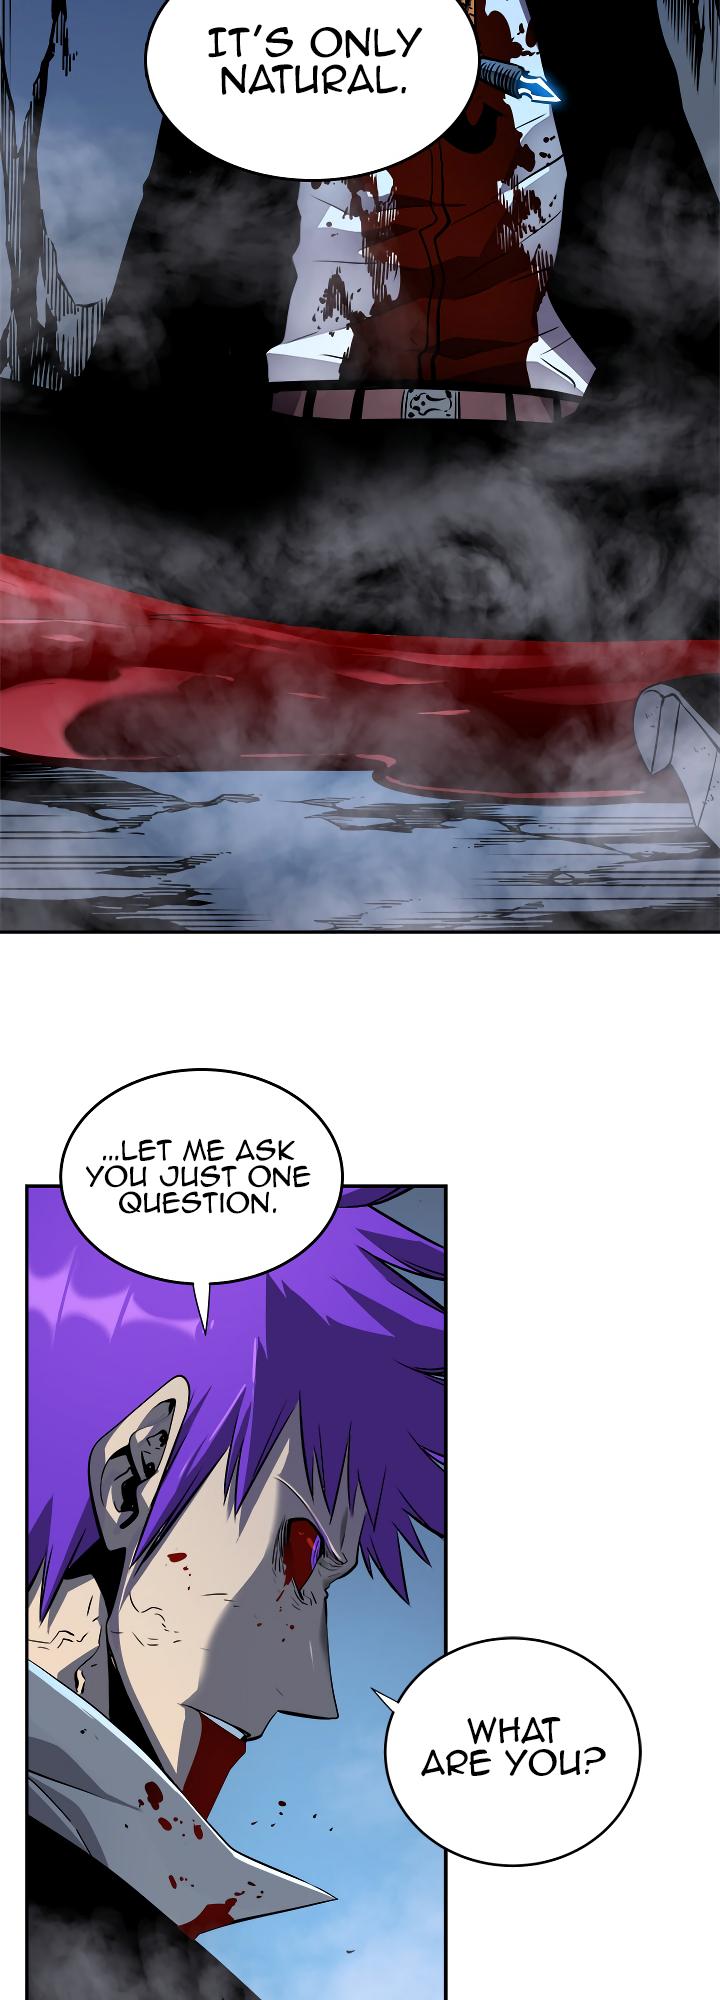 IT'S ONLY
NATURAL.
...LET ME ASK
YOU JUST ONE
QUESTION.
WHAT
ARE YOU?